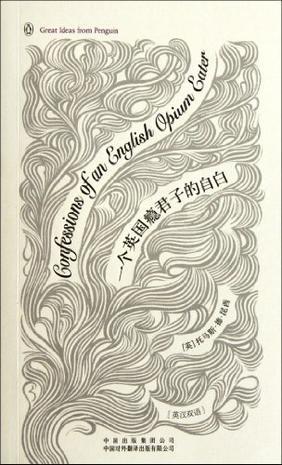 Great Ideas from Penguin
Confessions of an English Opium Eater
一个英国瘾君子的自白
[英]托马斯·德·昆西
[英汉双语]
中国出版集团公司
中国对外翻译出版有限公司